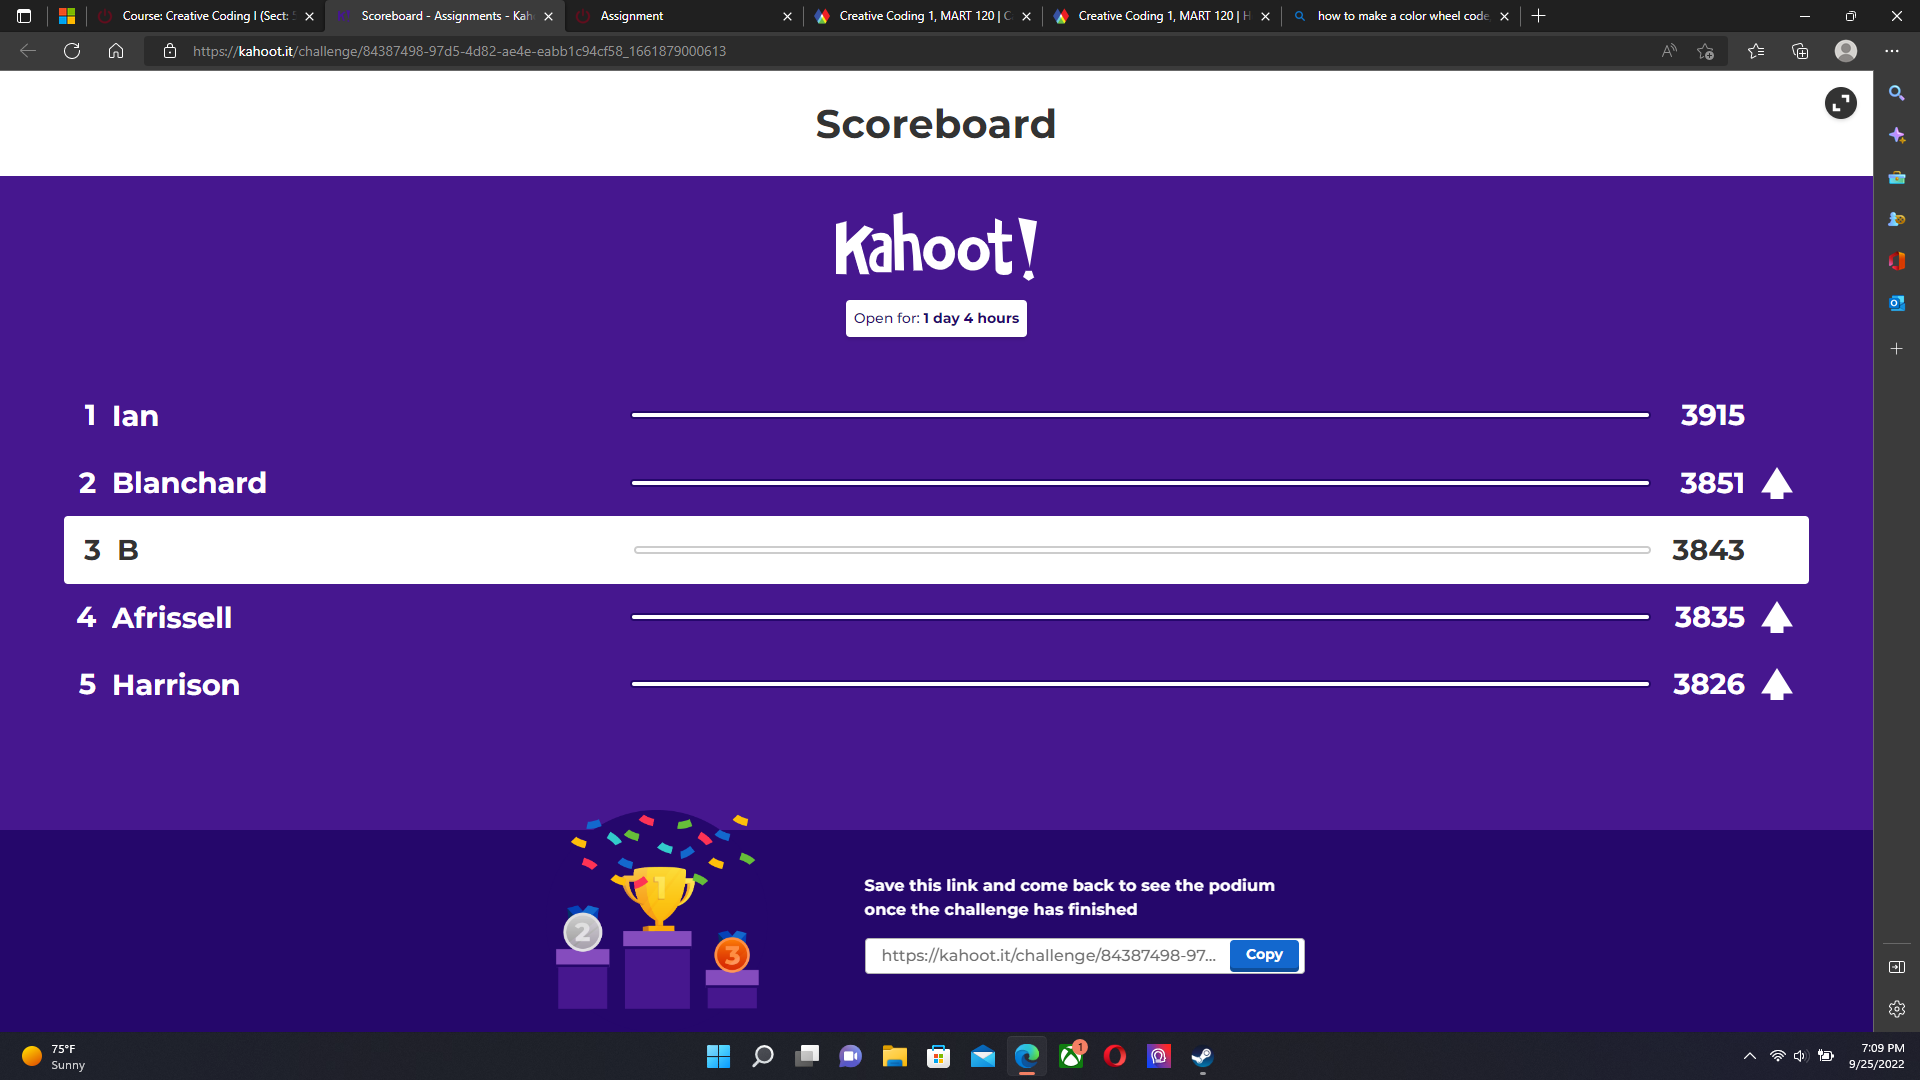 Course: Creative Coding I (Sect:
Scoreboard - Assignments - Kah
Assignment
Creative Coding 1, MART 120 | C
Creative Coding 1, MART 120 | H
how to make a color wheel code
https://kahoot.it/challenge/84387498-97d5-4d82-ae4e-eabb1c94cf58_1661879000613
Scoreboard
Kahoot!
Open for: 1 day 4 hours
1 Ian 3915
2 Blanchard 3851
3 B 3843
4 Afrissell 3835
5 Harrison 3826
1
2
3
Save this link and come back to see the podium
once the challenge has finished
https://kahoot.it/challenge/84387498-97... Copy
75°F
Sunny
1
7:09 PM
9/25/2022